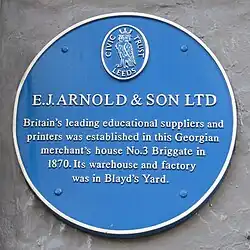 CIVIC TRUST
LEEDS
E.J. ARNOLD & SON LTD
Britain's leading educational suppliers and
printers was established in this Georgian
merchant's house No.3 Briggate in
1870. Its warehouse and factory
was in Blayd's Yard.